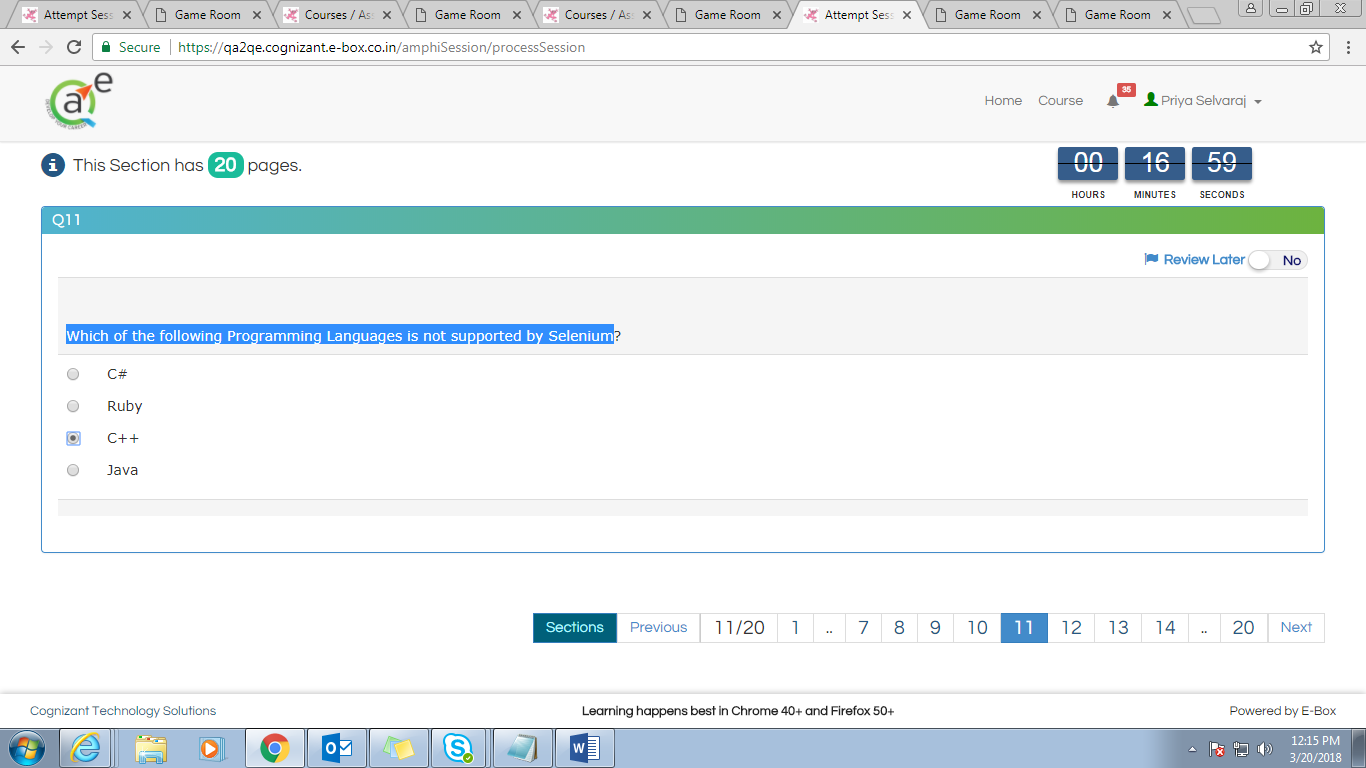 Attempt Sess
Game Room
Courses / As
Game Room
Courses / As
Game Room
Attempt Sess
Game Room
Game Room
Secure
https://qa2qe.cognizant.e-box.co.in/amphiSession/processSession
a e
Home
Course
35
Priya Selvaraj
This Section has 20 pages.
00 16 59
HOURS MINUTES SECONDS
Q11
Review Later No
Which of the following Programming Languages is not supported by Selenium?
C#
Ruby
C++
Java
Sections Previous 11/20 1 .. 7 8 9 10 11 12 13 14 .. 20 Next
Cognizant Technology Solutions
Learning happens best in Chrome 40+ and Firefox 50+
Powered by E-Box
12:15 PM
3/20/2018